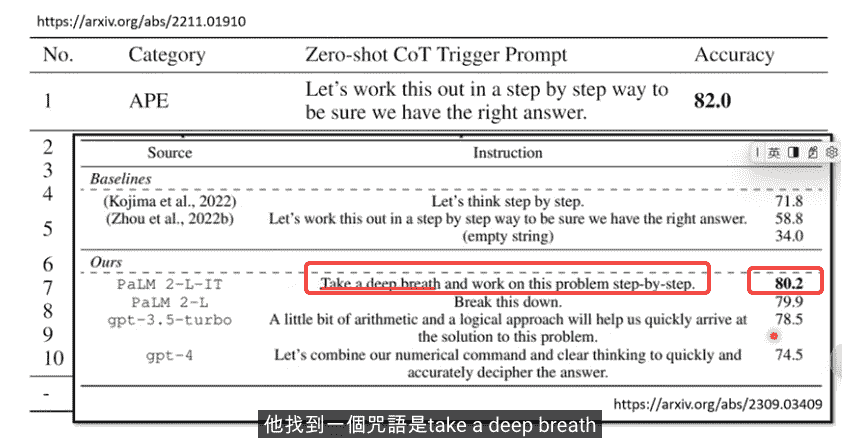 https://arxiv.org/abs/2211.01910
No. Category Zero-shot CoT Trigger Prompt Accuracy
1 APE Let's work this out in a step by step way to 82.0
be sure we have the right answer.
2
3
4
5
6
7
8
9
10
-
Source Instruction
英
Baselines
(Kojima et al., 2022) Let's think step by step. 71.8
(Zhou et al., 2022b) Let's work this out in a step by step way to be sure we have the right answer. 58.8
(empty string) 34.0
Ours
PaLM 2-L-IT Take a deep breath and work on this problem step-by-step. 80.2
PaLM 2-L Break this down. 79.9
gpt-3.5-turbo A little bit of arithmetic and a logical approach will help us quickly arrive at 78.5
the solution to this problem.
gpt-4 Let's combine our numerical command and clear thinking to quickly and 74.5
accurately decipher the answer.
https://arxiv.org/abs/2309.03409
他找到一個咒語是take a deep breath